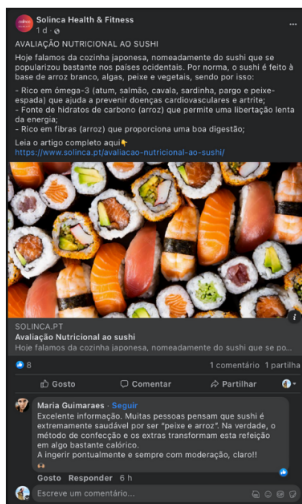 Solinca Health & Fitness
1 d ·
AVALIAÇÃO NUTRICIONAL AO SUSHI
Hoje falamos da cozinha japonesa, nomeadamente do sushi que se
popularizou bastante nos países ocidentais. Por norma, o sushi é feito à
base de arroz branco, algas, peixe e vegetais, sendo por isso:
- Rico em ómega-3 (atum, salmão, cavala, sardinha, pargo e peixe-
espada) que ajuda a prevenir doenças cardiovasculares e artrite;
- Fonte de hidratos de carbono (arroz) que permite uma libertação lenta
da energia;
- Rico em fibras (arroz) que proporciona uma boa digestão;
Leia o artigo completo aqui👇
https://www.solinca.pt/avaliacao-nutricional-ao-sushi/
SOLINCA.PT
Avaliação Nutricional ao sushi
Hoje falamos da cozinha japonesa, nomeadamente do sushi que se po...
8
1 comentário 1 partilha
Gosto Comentar Partilhar
Maria Guimaraes · Seguir
Excelente informação. Muitas pessoas pensam que sushi é
extremamente saudável por ser "peixe e arroz". Na verdade, o
método de confecção e os extras transformam esta refeição
em algo bastante calórico.
A ingerir pontualmente e sempre com moderação, claro!!
Gosto Responder 6 h
Escreve um comentário...